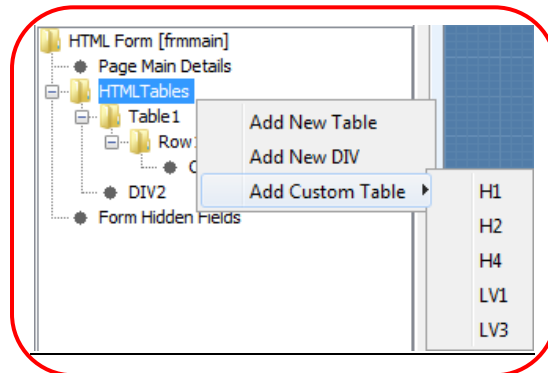 HTML Form [frmmain]
Page Main Details
HTMLTables
Table1
Row
DIV2
Form Hidden Fields
Add New Table
Add New DIV
Add Custom Table
H1
H2
H4
LV1
LV3